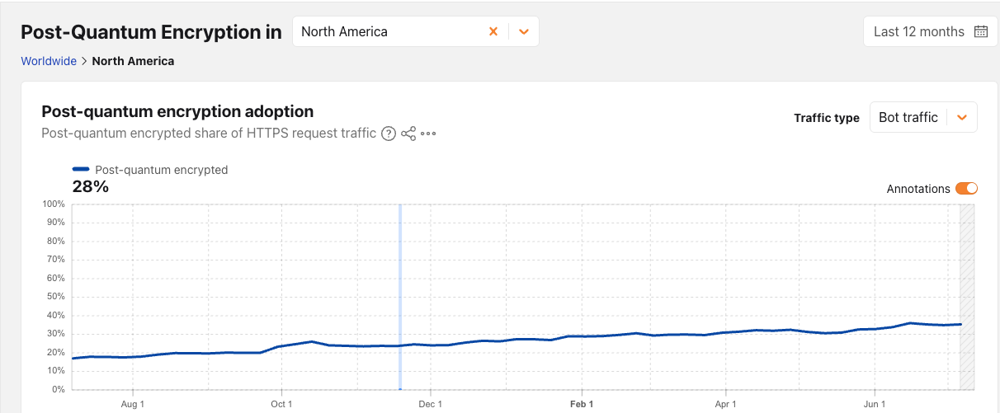 Post-Quantum Encryption in North America Last 12 months
Worldwide > North America
Post-quantum encryption adoption
Post-quantum encrypted share of HTTPS request traffic ?
Traffic type Bot traffic
Post-quantum encrypted
28%
Annotations
100%
90%
80%
70%
60%
50%
40%
30%
20%
10%
0%
Aug 1 Oct 1 Dec 1 Feb 1 Apr 1 Jun 1